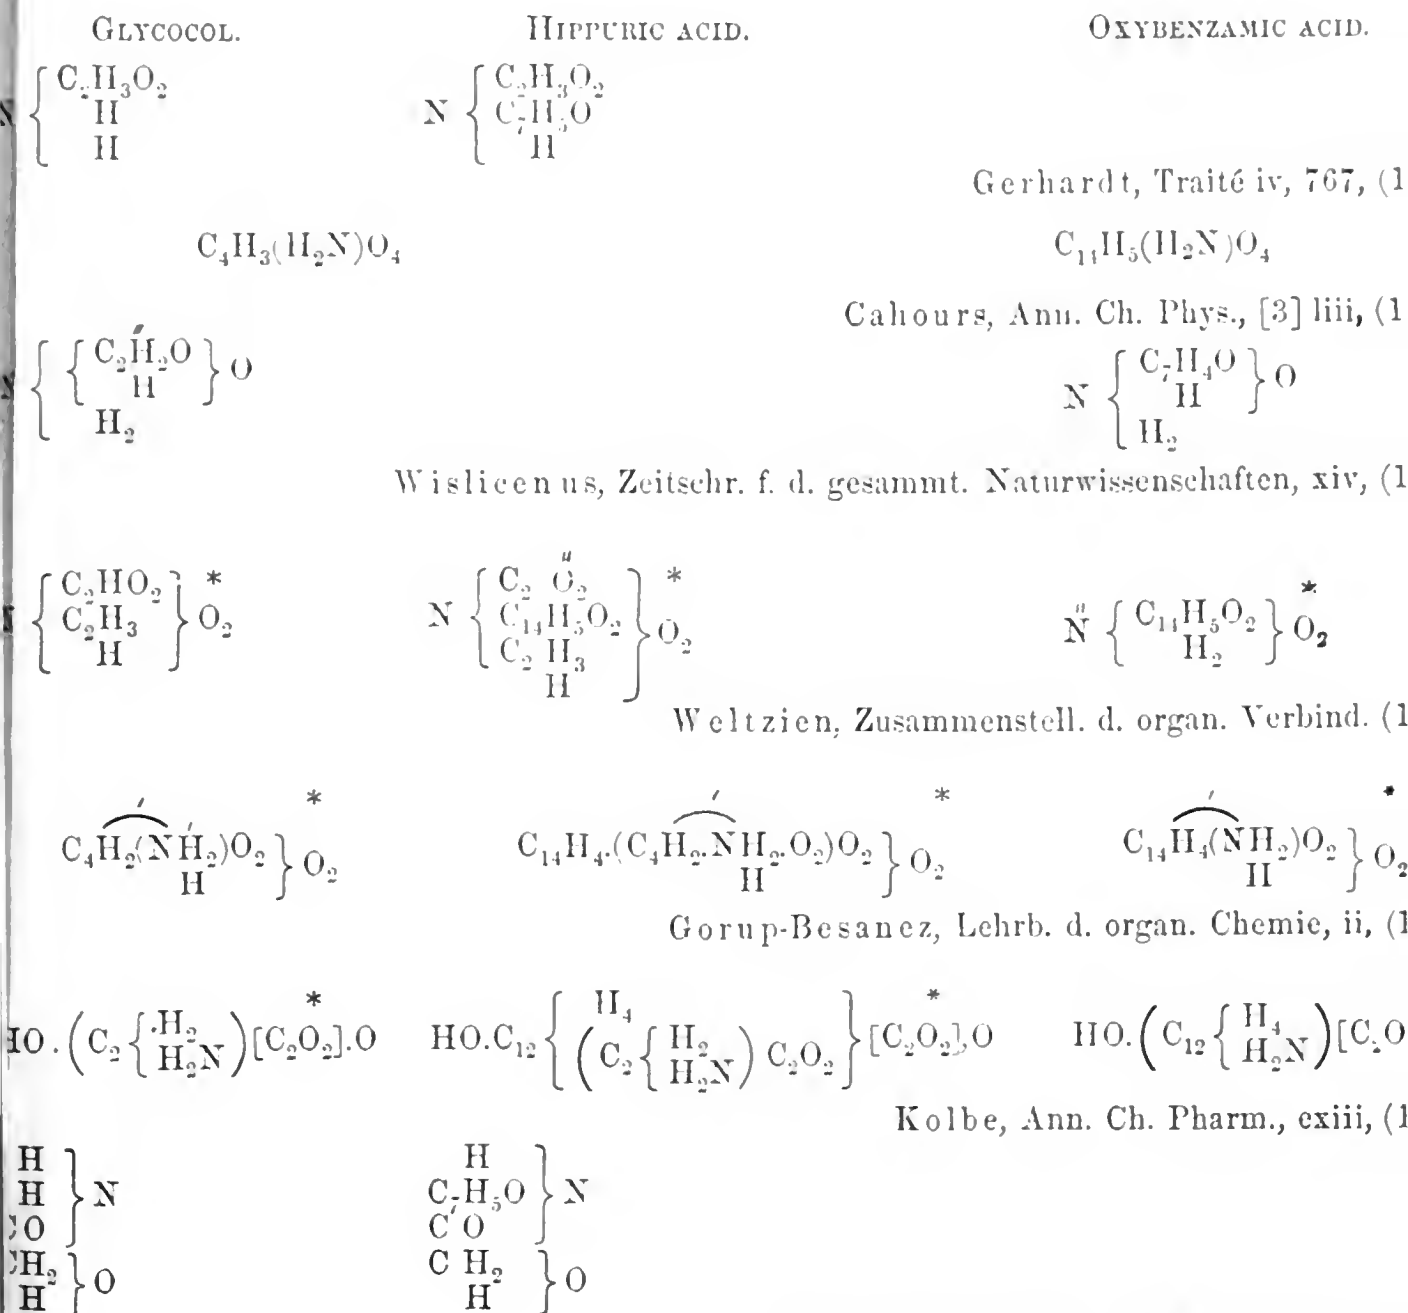 GLYCOCOL. HIPPURIC ACID. OXYBENZAMIC ACID.
N { C₂H₃O₂ N { C₂H₃O₂
H C₇H₅O
H H
Gerhardt, Traité iv, 767, (1
C₄H₃(H₂N)O₄ C₁₄H₅(H₂N)O₄
Cahours, Ann. Ch. Phys., [3] liii, (1
{ { C₂H₂O } O N { C₇H₄O } O
H H
H₂ H₂
Wislicenus, Zeitschr. f. d. gesammt. Naturwissenschaften, xiv, (1
{ C₂HO₂ } * N { C₂ O₂'' } * N'' { C₁₄H₅O₂ } *
C₂H₃ O₂ C₁₄H₅O₂ O₂ H₂ O₂
H C₂ H₃
H
Weltzien, Zusammenstell. d. organ. Verbind. (1
* * *
C₄H₂(NH₂)O₂ } O₂ C₁₄H₄.(C₄H₂.NH₂.O₂)O₂ } O₂ C₁₄H₄(NH₂)O₂ } O₂
H H H
Gorup-Besanez, Lehrb. d. organ. Chemie, ii, (1
* *
HO.(C₂ { H₂ H₂N ) [C₂O₂].O HO.C₁₂ { H₄ (C₂ { H₂ H₂N ) C₂O₂ } [C₂O₂].O HO.(C₁₂ { H₄ H₂N ) [C₂O
Kolbe, Ann. Ch. Pharm., cxiii, (1
H } H }
H } N C₇H₅O } N
CO } C O }
CH₂ } O C H₂ } O
H H